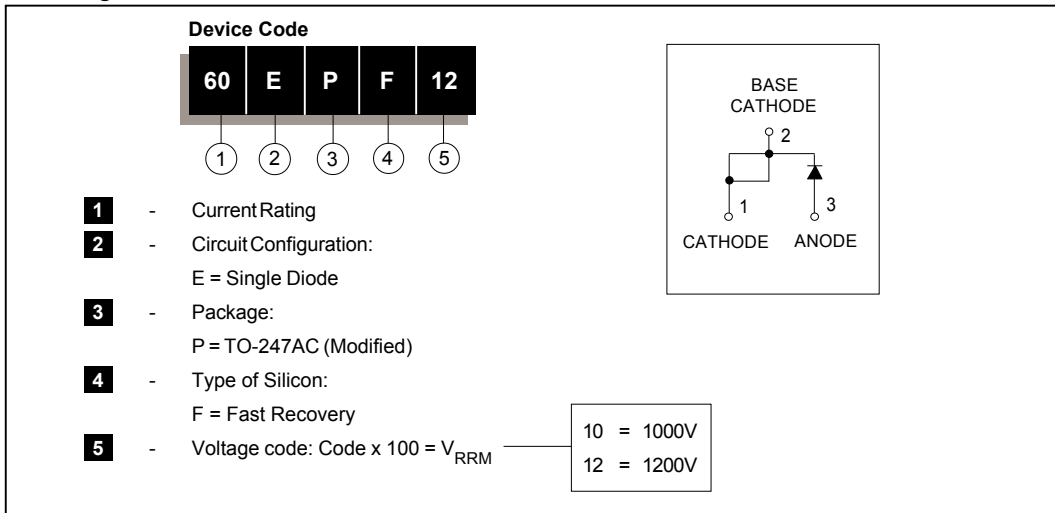 Device Code
60 E P F 12
1 2 3 4 5
1 - Current Rating
2 - Circuit Configuration:
E = Single Diode
3 - Package:
P = TO-247AC (Modified)
4 - Type of Silicon:
F = Fast Recovery
5 - Voltage code: Code x 100 = VRRM
10 = 1000V
12 = 1200V
BASE
CATHODE
2
1 3
CATHODE ANODE